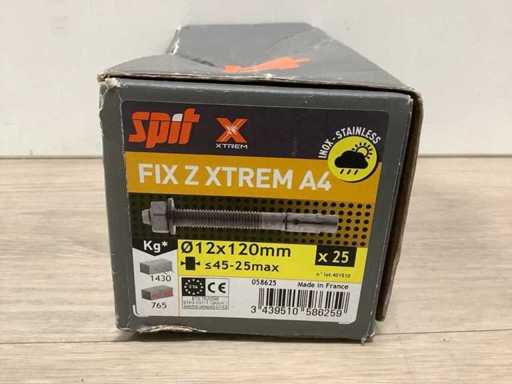 spit X
XTREM
INOX-STAINLESS
FIX Z XTREM A4
Kg*
Ø12x120mm
x 25
≤45-25max
1430
765
CE
058625
Made in France
3 439510 586259